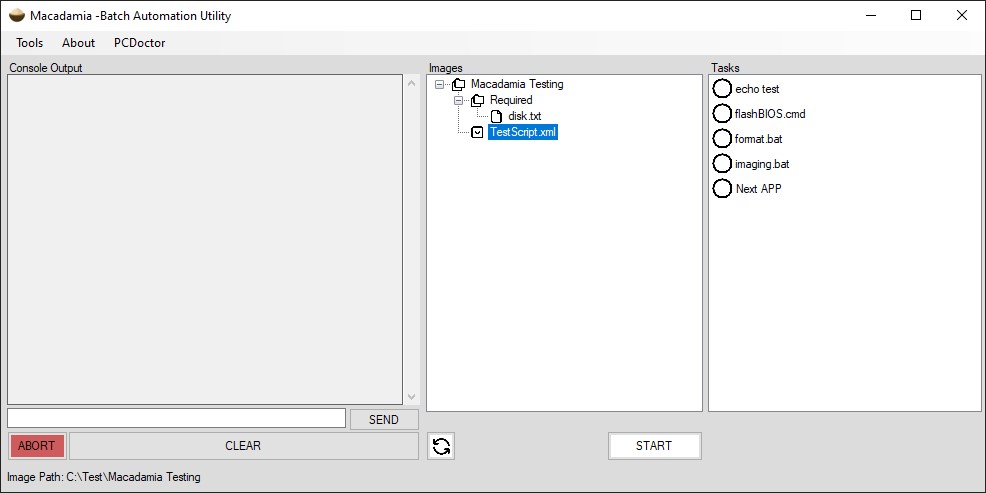 Macadamia -Batch Automation Utility
Tools About PCDoctor
Console Output
Images
Macadamia Testing
Required
disk.txt
TestScript.xml
Tasks
echo test
flashBIOS.cmd
format.bat
imaging.bat
Next APP
SEND
ABORT
CLEAR
START
Image Path: C:\Test\Macadamia Testing